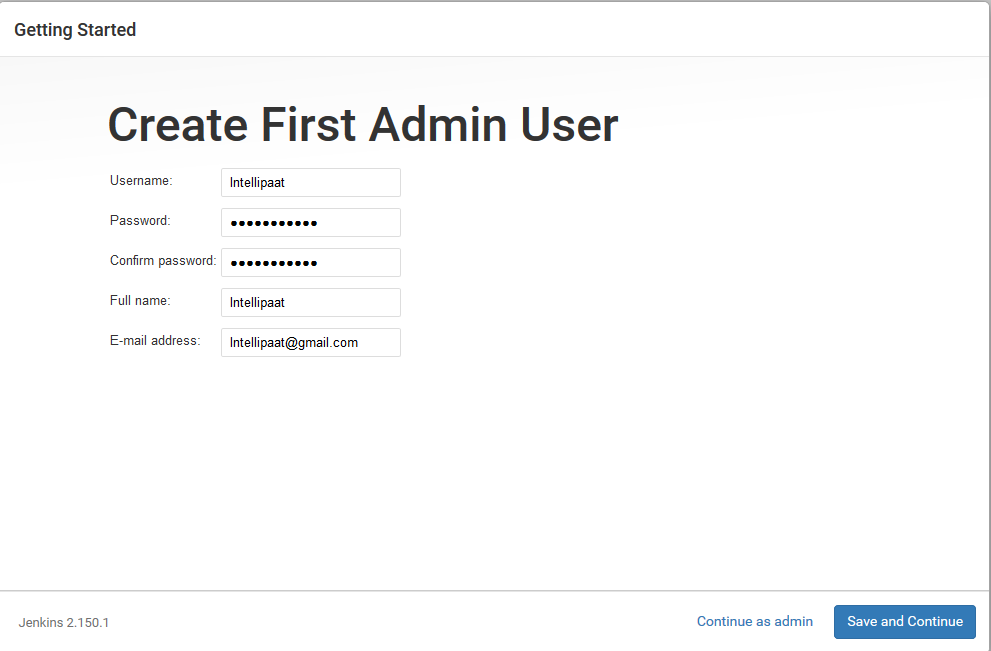 Getting Started
Create First Admin User
Username: Intellipaat
Password: ●●●●●●●●●●●
Confirm password: ●●●●●●●●●●●
Full name: Intellipaat
E-mail address: Intellipaat@gmail.com
Jenkins 2.150.1 Continue as admin Save and Continue